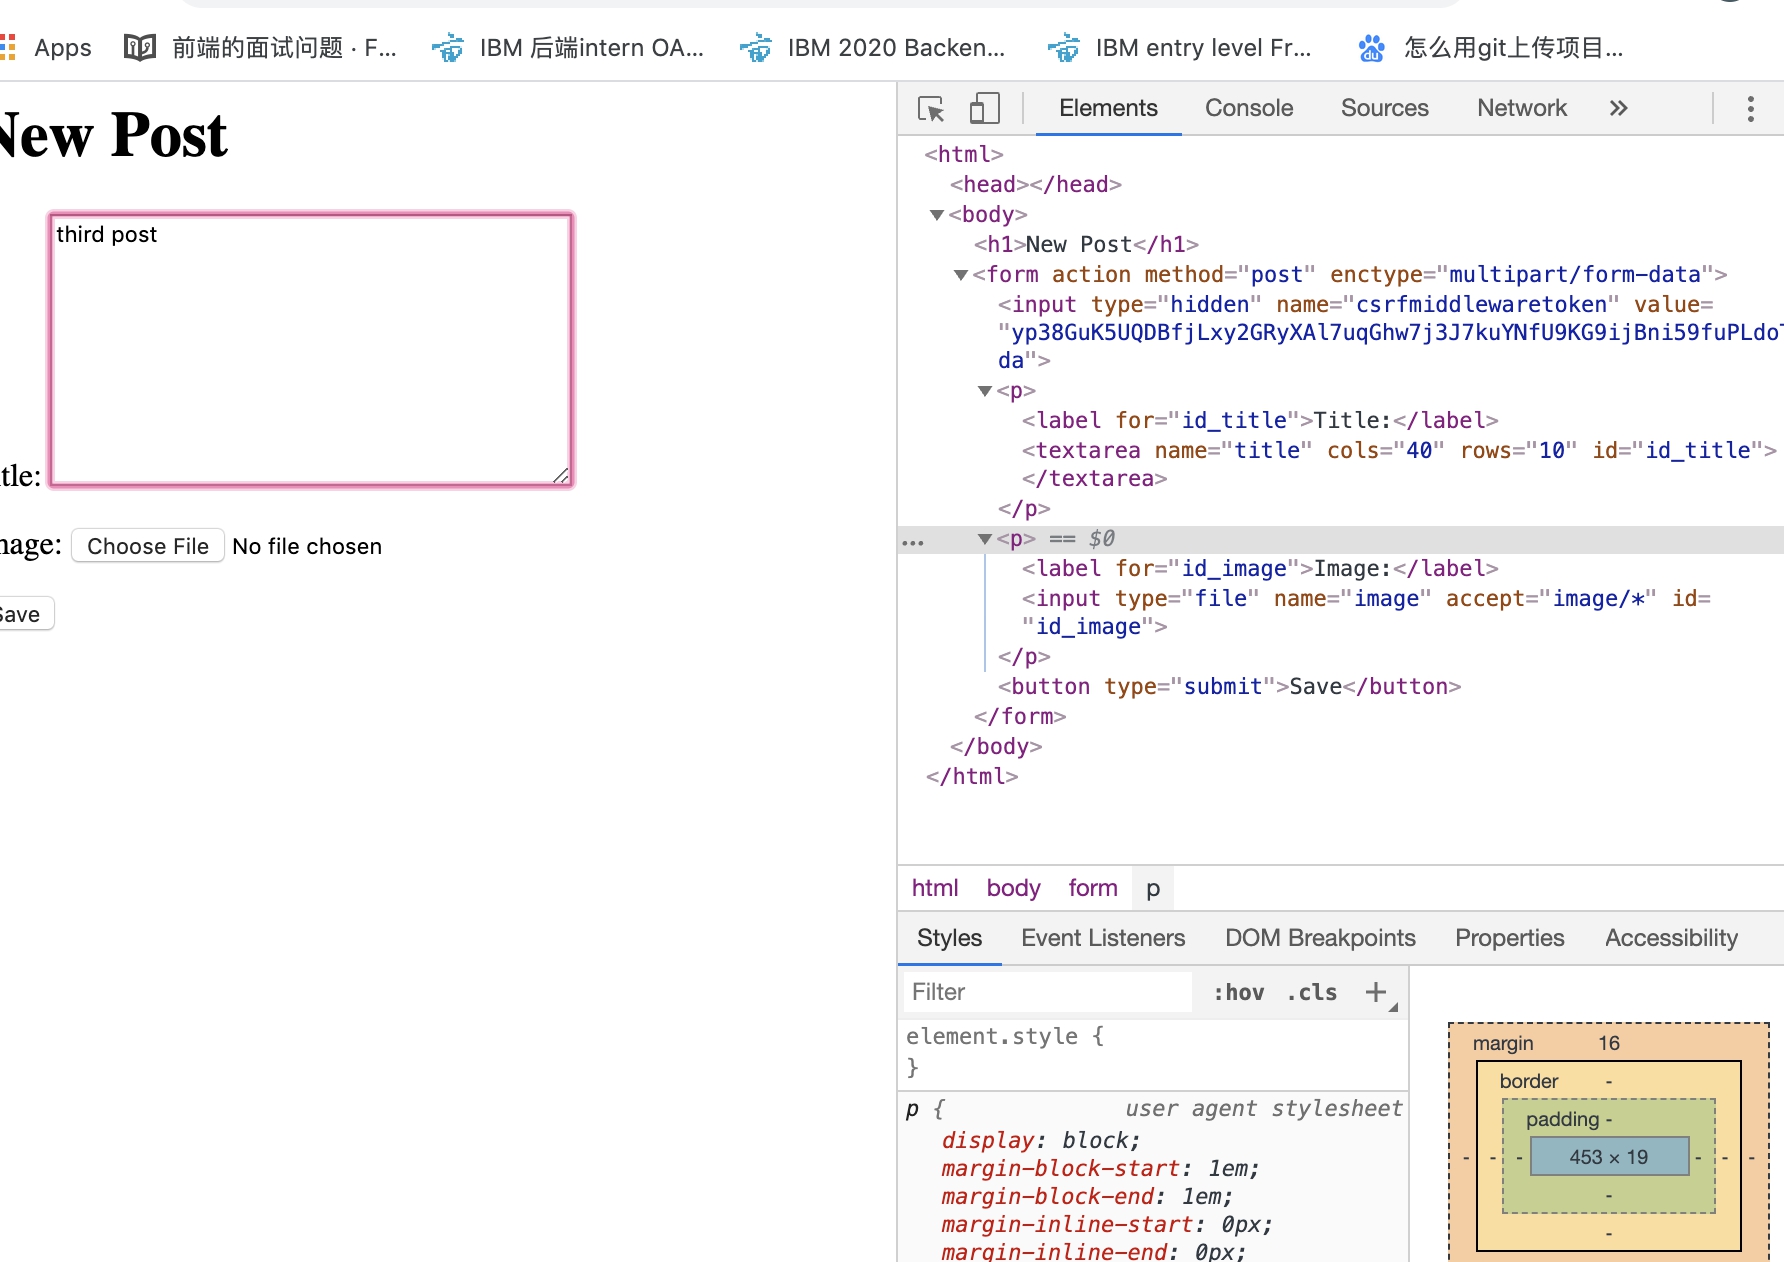 Apps 前端的面试问题 · F... IBM 后端intern OA... IBM 2020 Backen... IBM entry level Fr... 怎么用git上传项目...
New Post
third post
tle:
mage: Choose File No file chosen
Save
Elements Console Sources Network »
<html>
<head></head>
<body>
<h1>New Post</h1>
<form action method="post" enctype="multipart/form-data">
<input type="hidden" name="csrfmiddlewaretoken" value=
"yp38GuK5UQDBfjLxy2GRyXAl7uqGhw7j3J7kuYNfU9KG9ijBni59fuPLdoT
da">
<p>
<label for="id_title">Title:</label>
<textarea name="title" cols="40" rows="10" id="id_title">
</textarea>
</p>
... <p> == $0
<label for="id_image">Image:</label>
<input type="file" name="image" accept="image/*" id=
"id_image">
</p>
<button type="submit">Save</button>
</form>
</body>
</html>
html body form p
Styles Event Listeners DOM Breakpoints Properties Accessibility
Filter :hov .cls +
element.style {
}
p { user agent stylesheet
display: block;
margin-block-start: 1em;
margin-block-end: 1em;
margin-inline-start: 0px;
margin-inline-end: 0px;
margin 16
border -
padding -
- - - 453 × 19 - - -
-
-